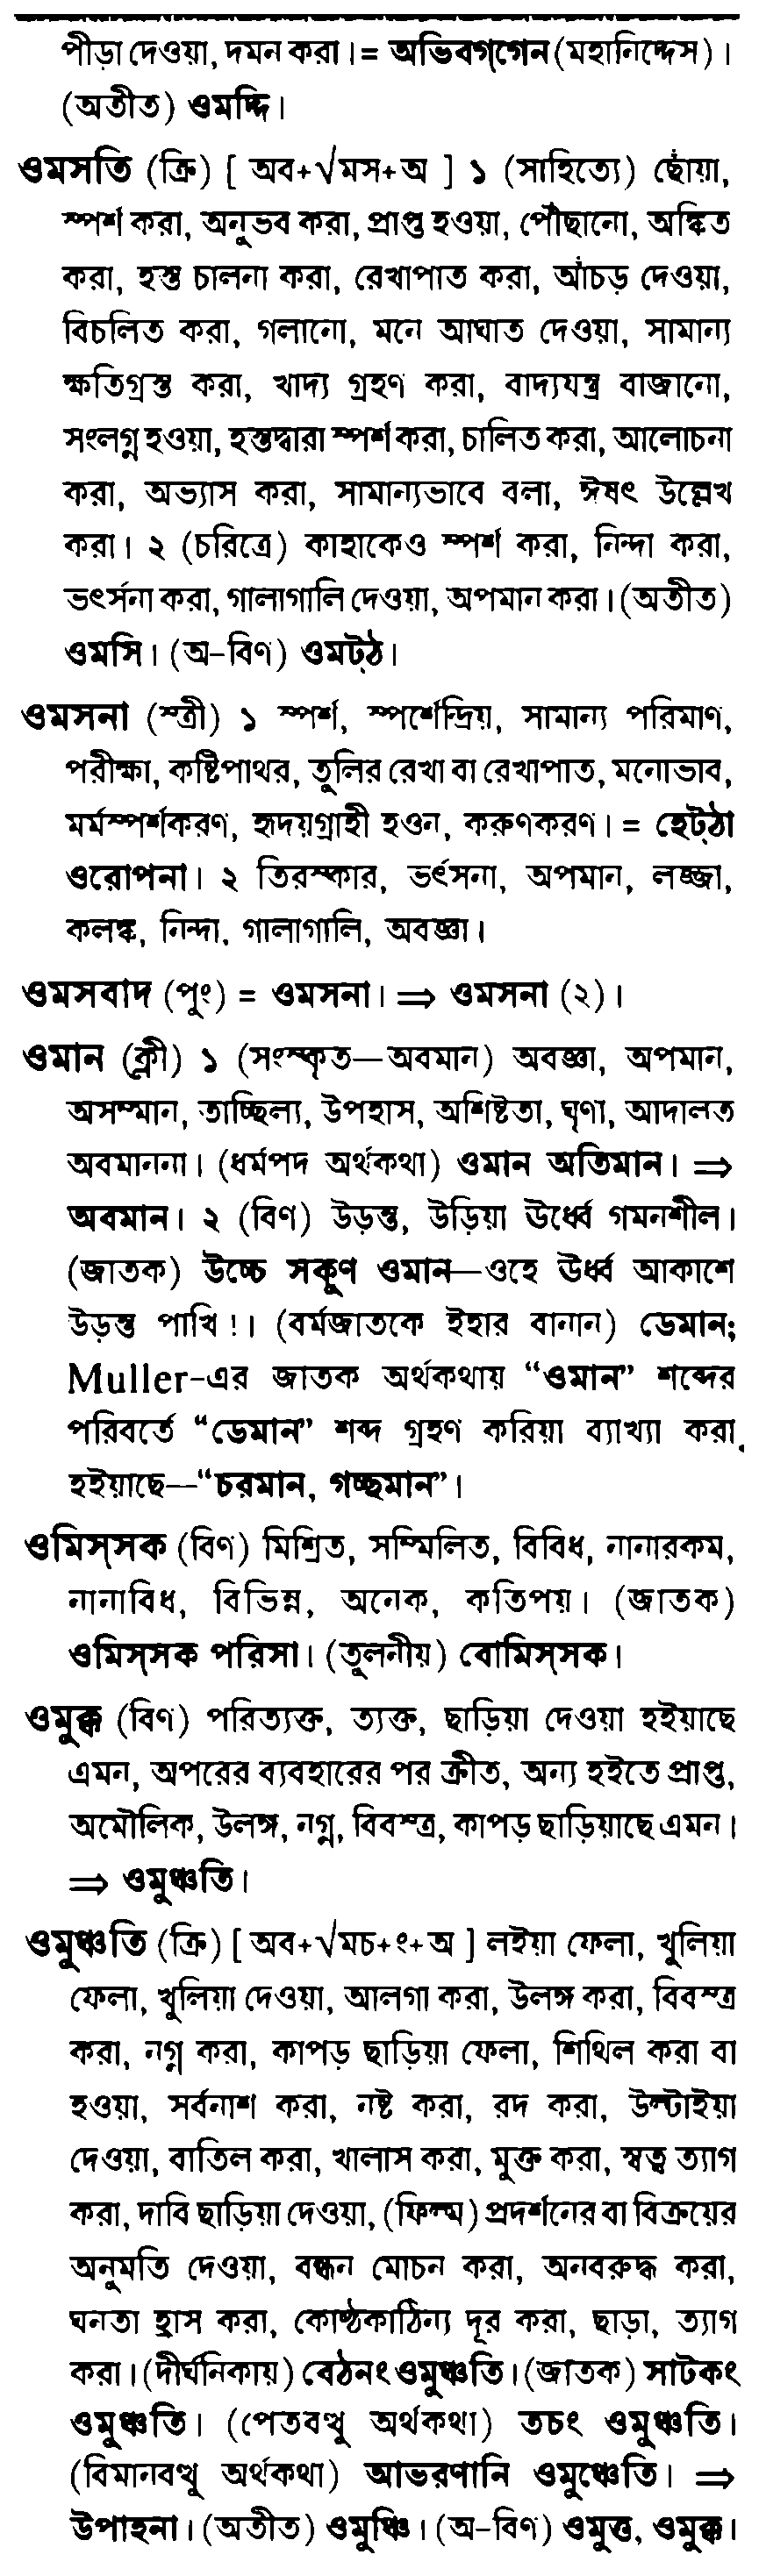 পীড়া দেওয়া, দমন করা।= অভিবগ্গেন (মহানিদ্দেস)।
(অতীত) ওমদ্দি।
ওমসতি (ক্রি) [ অব+√মস+অ ] ১ (সাহিত্যে) ছোঁয়া,
স্পর্শ করা, অনুভব করা, প্রাপ্ত হওয়া, পৌঁছানো, অঙ্কিত
করা, হস্ত চালনা করা, রেখাপাত করা, আঁচড় দেওয়া,
বিচলিত করা, গলানো, মনে আঘাত দেওয়া, সামান্য
ক্ষতিগ্রস্ত করা, খাদ্য গ্রহণ করা, বাদ্যযন্ত্র বাজানো,
সংলগ্ন হওয়া, হস্তদ্বারা স্পর্শ করা, চালিত করা, আলোচনা
করা, অভ্যাস করা, সামান্যভাবে বলা, ঈষৎ উল্লেখ
করা। ২ (চরিত্রে) কাহাকেও স্পর্শ করা, নিন্দা করা,
ভৎর্সনা করা, গালাগালি দেওয়া, অপমান করা। (অতীত)
ওমসি। (অ-বিণ) ওমট্ঠ।
ওমসনা (স্ত্রী) ১ স্পর্শ, স্পর্শেন্দ্রিয়, সামান্য পরিমাণ,
পরীক্ষা, কষ্টিপাথর, তুলির রেখা বা রেখাপাত, মনোভাব,
মর্মস্পর্শকরণ, হৃদয়গ্রাহী হওন, করুণকরণ। = হেট্ঠা
ওরোপনা। ২ তিরস্কার, ভর্ৎসনা, অপমান, লজ্জা,
কলঙ্ক, নিন্দা, গালাগালি, অবজ্ঞা।
ওমসবাদ (পুং) = ওমসনা। ⇒ ওমসনা (২)।
ওমান (ক্লী) ১ (সংস্কৃত—অবমান) অবজ্ঞা, অপমান,
অসম্মান, তাচ্ছিল্য, উপহাস, অশিষ্টতা, ঘৃণা, আদালত
অবমাননা। (ধর্মপদ অর্থকথা) ওমান অতিমান। ⇒
অবমান। ২ (বিণ) উড়ন্ত, উড়িয়া ঊর্ধ্বে গমনশীল।
(জাতক) উচ্চে সকুণ ওমান—ওহে ঊর্ধ্ব আকাশে
উড়ন্ত পাখি !। (বর্মজাতকে ইহার বানান) ডেমান;
Muller-এর জাতক অর্থকথায় “ওমান” শব্দের
পরিবর্তে “ডেমান” শব্দ গ্রহণ করিয়া ব্যাখ্যা করা
হইয়াছে—“চরমান, গচ্ছমান”।
ওমিস্সক (বিণ) মিশ্রিত, সম্মিলিত, বিবিধ, নানারকম,
নানাবিধ, বিভিন্ন, অনেক, কতিপয়। (জাতক)
ওমিস্সক পরিসা। (তুলনীয়) বোমিস্সক।
ওমুক্ক (বিণ) পরিত্যক্ত, ত্যক্ত, ছাড়িয়া দেওয়া হইয়াছে
এমন, অপরের ব্যবহারের পর ক্রীত, অন্য হইতে প্রাপ্ত,
অমৌলিক, উলঙ্গ, নগ্ন, বিবস্ত্র, কাপড় ছাড়িয়াছে এমন।
⇒ ওমুঞ্চতি।
ওমুঞ্চতি (ক্রি) [ অব+√মচ+ং+অ ] লইয়া ফেলা, খুলিয়া
ফেলা, খুলিয়া দেওয়া, আলগা করা, উলঙ্গ করা, বিবস্ত্র
করা, নগ্ন করা, কাপড় ছাড়িয়া ফেলা, শিথিল করা বা
হওয়া, সর্বনাশ করা, নষ্ট করা, রদ করা, উল্টাইয়া
দেওয়া, বাতিল করা, খালাস করা, মুক্ত করা, স্বত্ব ত্যাগ
করা, দাবি ছাড়িয়া দেওয়া, (ফিল্ম) প্রদর্শনের বা বিক্রয়ের
অনুমতি দেওয়া, বন্ধন মোচন করা, অনবরুদ্ধ করা,
ঘনতা হ্রাস করা, কোষ্ঠকাঠিন্য দূর করা, ছাড়া, ত্যাগ
করা। (দীর্ঘনিকায়) বেঠনং ওমুঞ্চতি। (জাতক) সাটকং
ওমুঞ্চতি। (পেতবত্থু অর্থকথা) তচং ওমুঞ্চতি।
(বিমানবত্থু অর্থকথা) আভরণানি ওমুঞ্চেতি। ⇒
উপাহনা। (অতীত) ওমুঞ্চি। (অ-বিণ) ওমুত্ত, ওমুক্ক।